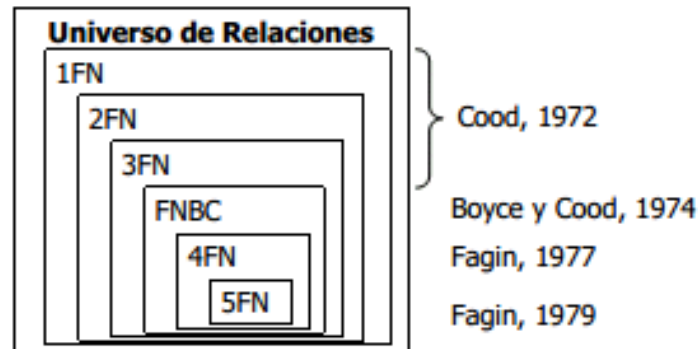 Universo de Relaciones
1FN
2FN
3FN
FNBC
4FN
5FN
Cood, 1972
Boyce y Cood, 1974
Fagin, 1977
Fagin, 1979